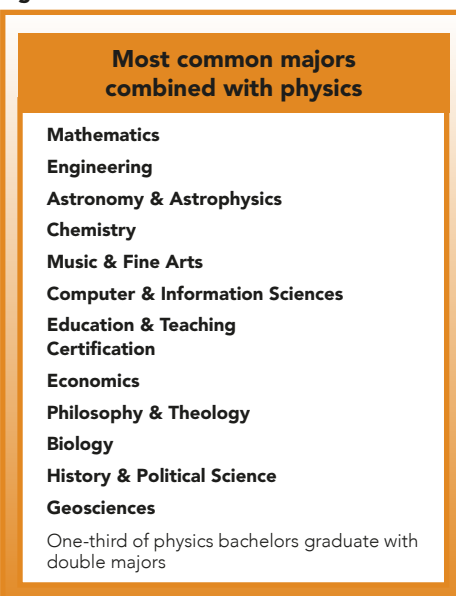 Most common majors
combined with physics
Mathematics
Engineering
Astronomy & Astrophysics
Chemistry
Music & Fine Arts
Computer & Information Sciences
Education & Teaching
Certification
Economics
Philosophy & Theology
Biology
History & Political Science
Geosciences
One-third of physics bachelors graduate with
double majors